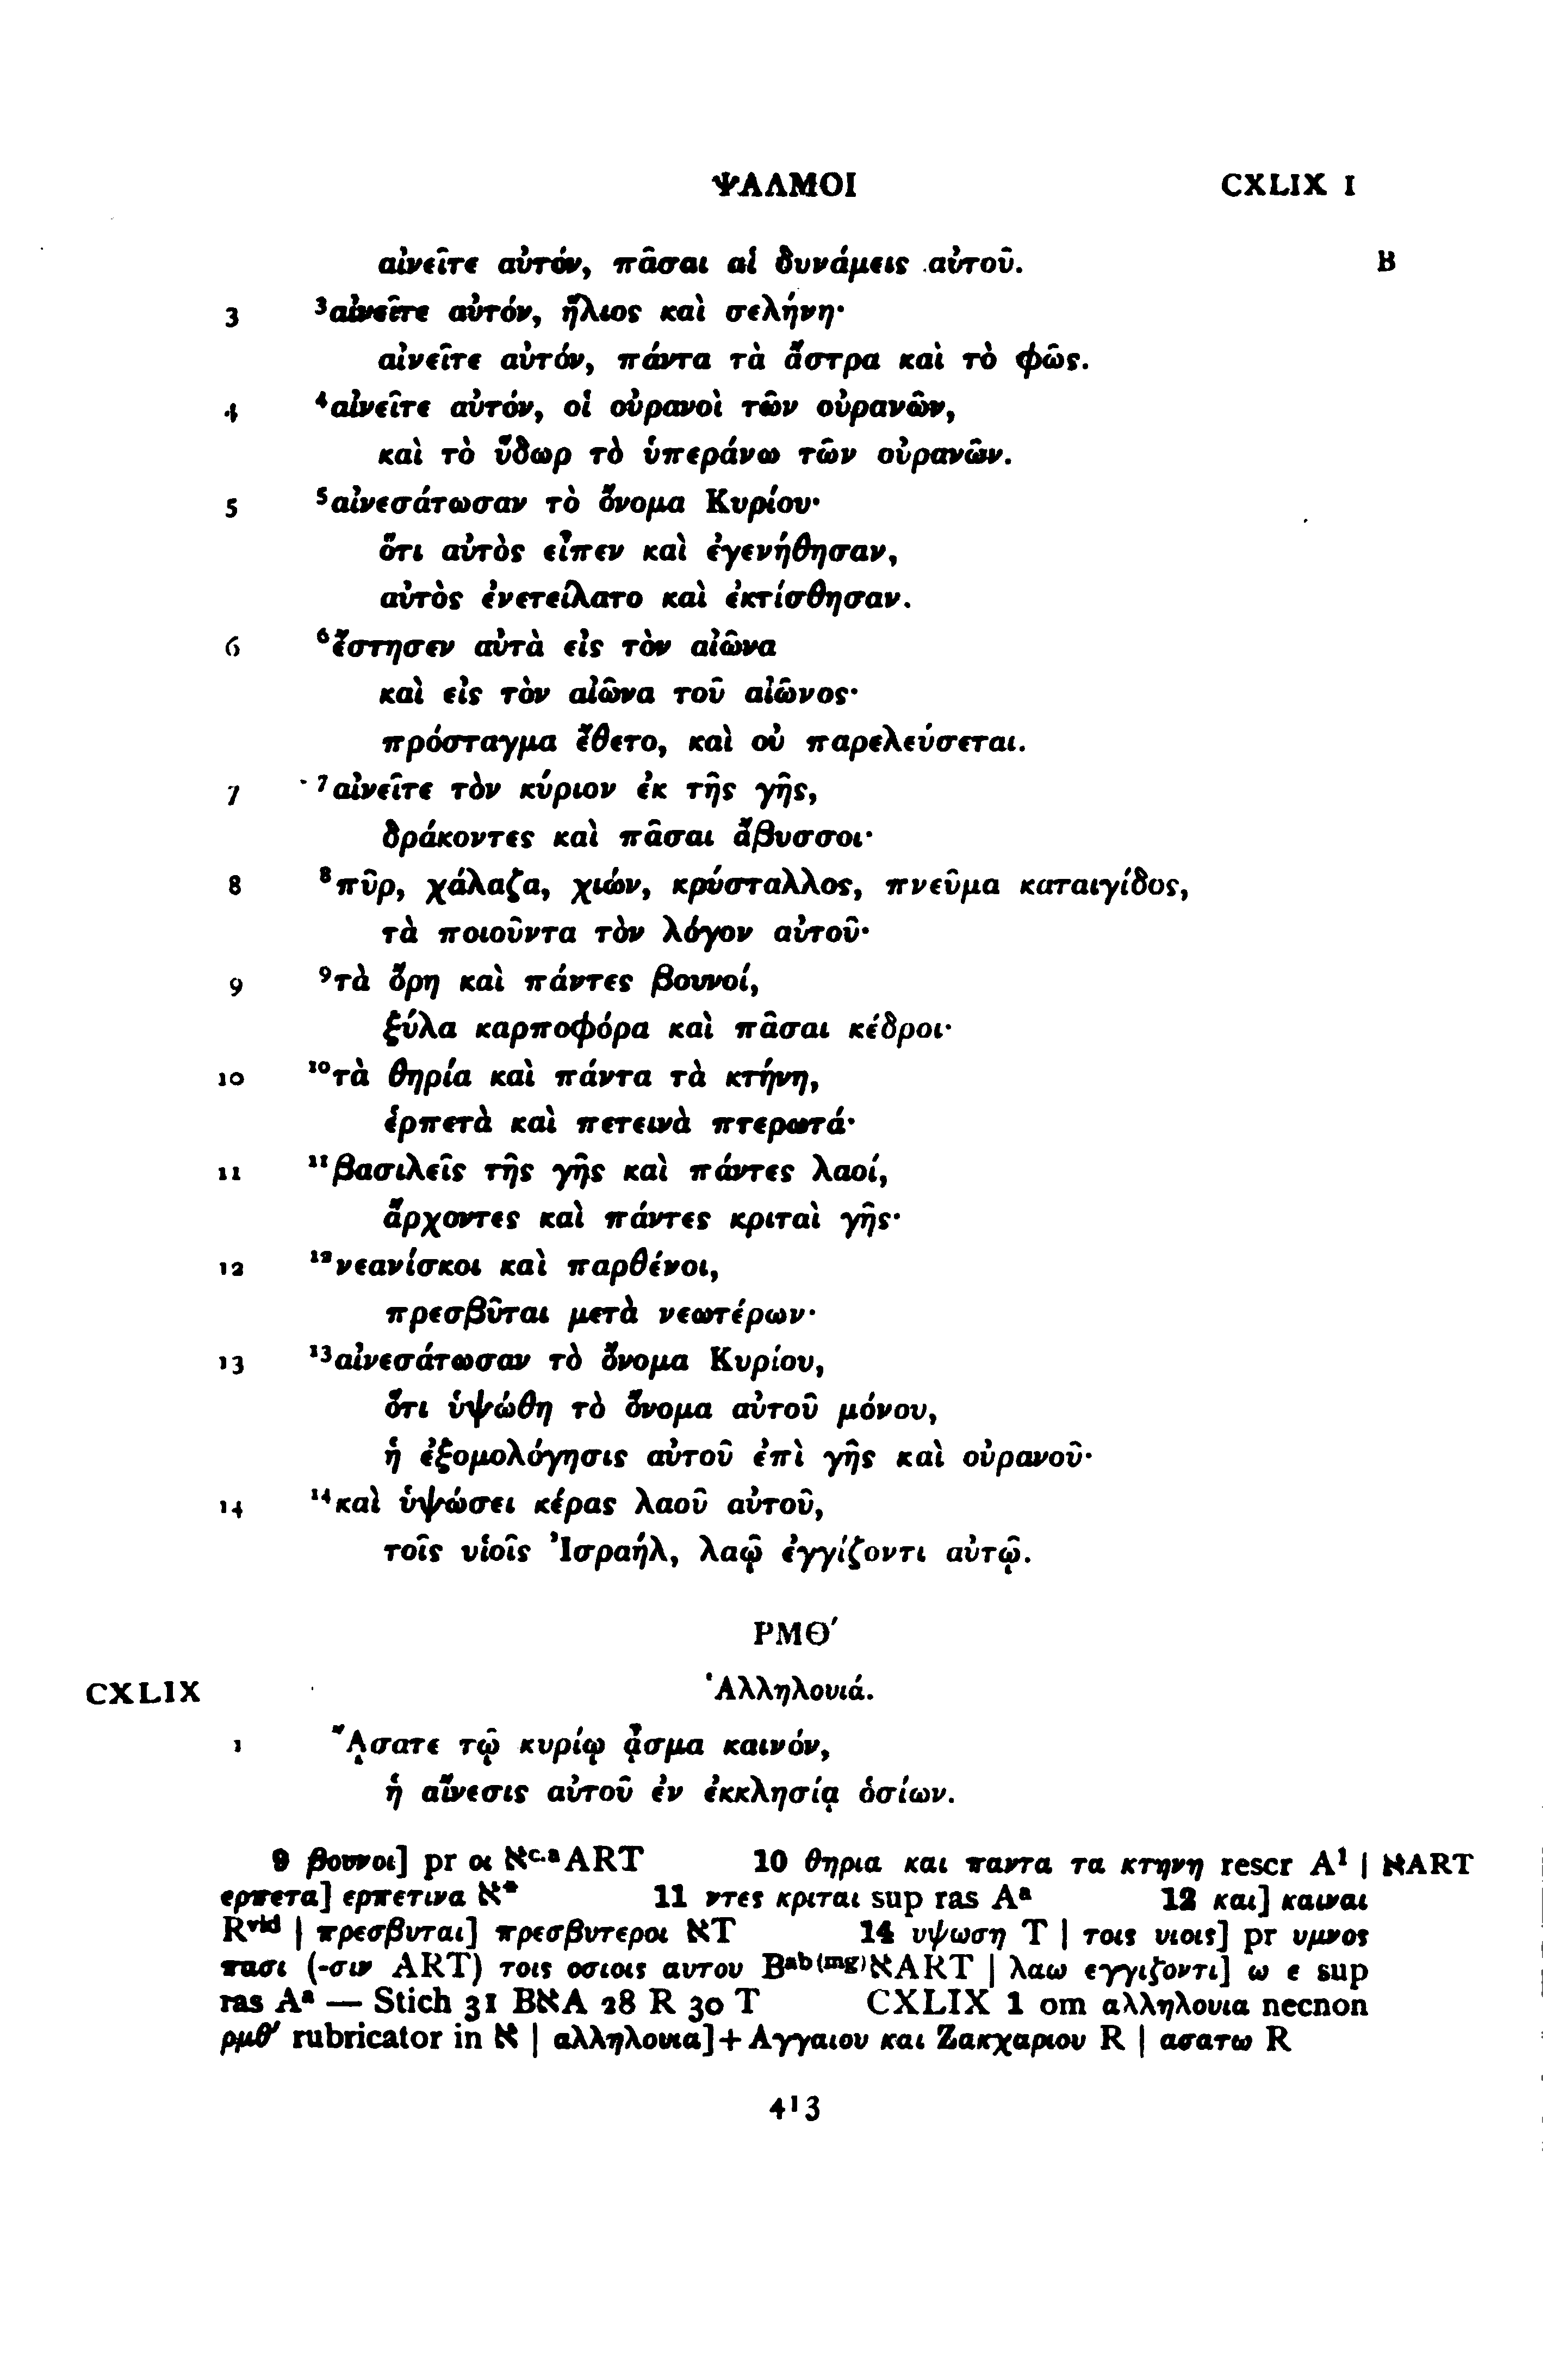 ΨΑΛΜΟΙ CXLIX 1
αἰνεῖτε αὐτόν, πᾶσαι αἱ δυνάμεις αὐτοῦ. B
3 ³αἰνεῖτε αὐτόν, ἥλιος καὶ σελήνη·
αἰνεῖτε αὐτόν, πάντα τὰ ἄστρα καὶ τὸ φῶς.
4 ⁴αἰνεῖτε αὐτόν, οἱ οὐρανοὶ τῶν οὐρανῶν,
καὶ τὸ ὕδωρ τὸ ὑπεράνω τῶν οὐρανῶν.
5 ⁵αἰνεσάτωσαν τὸ ὄνομα Κυρίου·
ὅτι αὐτὸς εἶπεν καὶ ἐγενήθησαν,
αὐτὸς ἐνετείλατο καὶ ἐκτίσθησαν.
6 ⁶ἔστησεν αὐτὰ εἰς τὸν αἰῶνα
καὶ εἰς τὸν αἰῶνα τοῦ αἰῶνος·
πρόσταγμα ἔθετο, καὶ οὐ παρελεύσεται.
7 ⁷αἰνεῖτε τὸν κύριον ἐκ τῆς γῆς,
δράκοντες καὶ πᾶσαι ἄβυσσοι·
8 ⁸πῦρ, χάλαζα, χιών, κρύσταλλος, πνεῦμα καταιγίδος,
τὰ ποιοῦντα τὸν λόγον αὐτοῦ·
9 ⁹τὰ ὄρη καὶ πάντες βουνοί,
ξύλα καρποφόρα καὶ πᾶσαι κέδροι·
10 ¹⁰τὰ θηρία καὶ πάντα τὰ κτήνη,
ἑρπετὰ καὶ πετεινὰ πτερωτά·
11 ¹¹βασιλεῖς τῆς γῆς καὶ πάντες λαοί,
ἄρχοντες καὶ πάντες κριταὶ γῆς·
12 ¹²νεανίσκοι καὶ παρθένοι,
πρεσβῦται μετὰ νεωτέρων·
13 ¹³αἰνεσάτωσαν τὸ ὄνομα Κυρίου,
ὅτι ὑψώθη τὸ ὄνομα αὐτοῦ μόνου,
ἡ ἐξομολόγησις αὐτοῦ ἐπὶ γῆς καὶ οὐρανοῦ·
14 ¹⁴καὶ ὑψώσει κέρας λαοῦ αὐτοῦ,
τοῖς υἱοῖς Ἰσραήλ, λαῷ ἐγγίζοντι αὐτῷ.
ΡΜΘ΄
CXLIX Ἁλληλουιά.
1 ᾌσατε τῷ κυρίῳ ᾆσμα καινόν,
ἡ αἴνεσις αὐτοῦ ἐν ἐκκλησίᾳ ὁσίων.
9 βουνοι] pr οι אᶜ·ᵃART 10 θηρια και παντα τα κτηνη rescr A¹ | אART
ερπετα] ερπετινα א* 11 ντες κριται sup ras Aᵃ 12 και] καιναι
Rᵛⁱᵈ | πρεσβυται] πρεσβυτεροι אT 14 υψωση T | τοις υιοις] pr υμνος
πασι (-σιν ART) τοις οσιοις αυτου Bᵃᵇ⁽ᵐᵍ⁾אART | λαω εγγιζοντι] ω ε sup
ras Aᵃ — Stich 31 BאA 28 R 30 T CXLIX 1 om αλληλουια necnon
ρμθ΄ rubricator in א | αλληλουια]+Αγγαιου και Ζακχαριου R | ασατω R
413